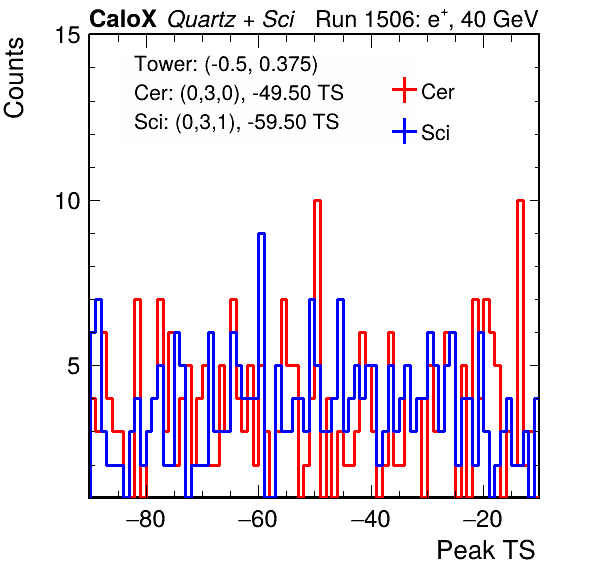 CaloX Quartz + Sci Run 1506: e⁺, 40 GeV
Counts
15
10
5
Tower: (-0.5, 0.375)
Cer: (0,3,0), -49.50 TS
Sci: (0,3,1), -59.50 TS
Cer
Sci
−80 −60 −40 −20
Peak TS